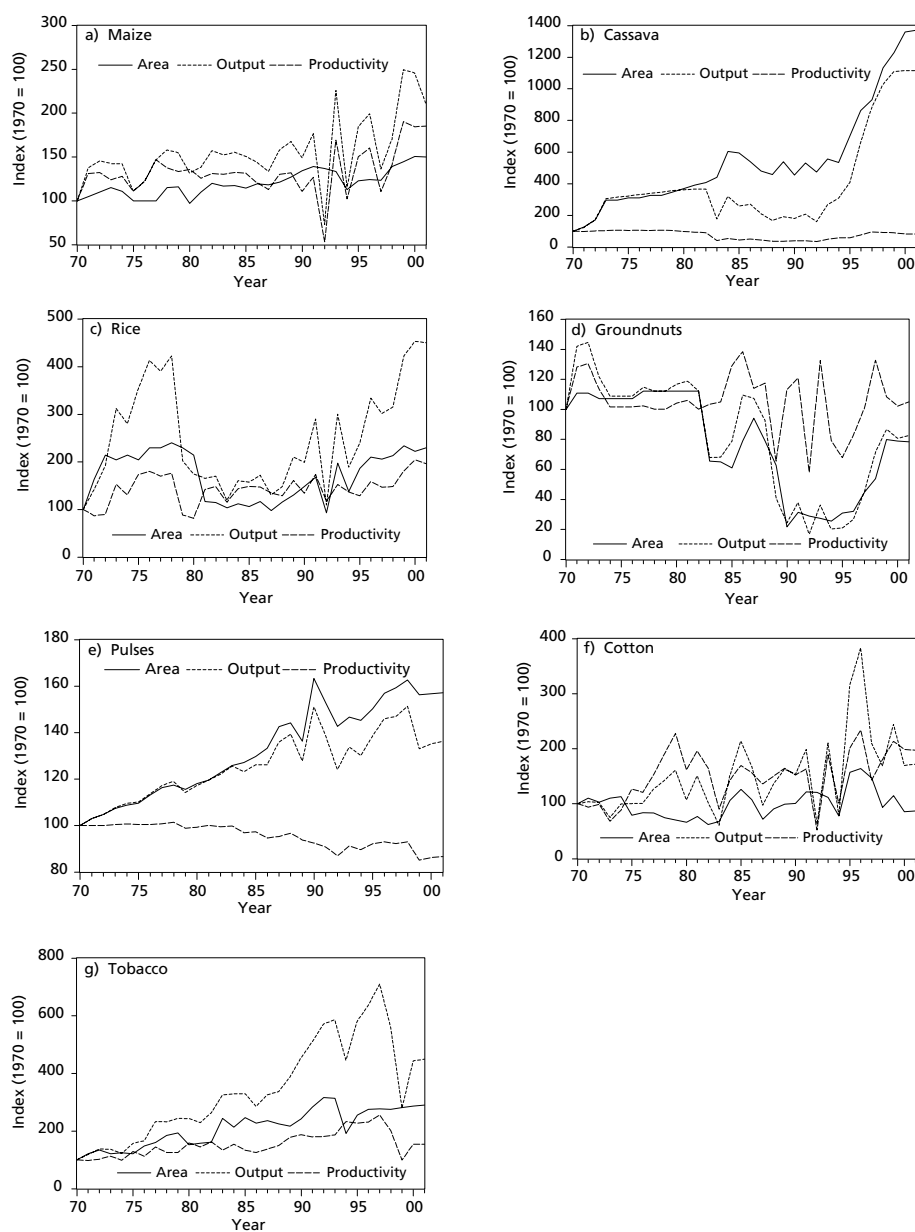 a) Maize
Area Output Productivity
Index (1970 = 100)
300
250
200
150
100
50
70 75 80 85 90 95 00
Year
b) Cassava
Area Output Productivity
Index (1970 = 100)
1400
1200
1000
800
600
400
200
0
70 75 80 85 90 95 00
Year
c) Rice
Area Output Productivity
Index (1970 = 100)
500
400
300
200
100
0
70 75 80 85 90 95 00
Year
d) Groundnuts
Area Output Productivity
Index (1970 = 100)
160
140
120
100
80
60
40
20
0
70 75 80 85 90 95 00
Year
e) Pulses
Area Output Productivity
Index (1970 = 100)
180
160
140
120
100
80
70 75 80 85 90 95 00
Year
f) Cotton
Area Output Productivity
Index (1970 = 100)
400
300
200
100
0
70 75 80 85 90 95 00
Year
g) Tobacco
Area Output Productivity
Index (1970 = 100)
800
600
400
200
0
70 75 80 85 90 95 00
Year